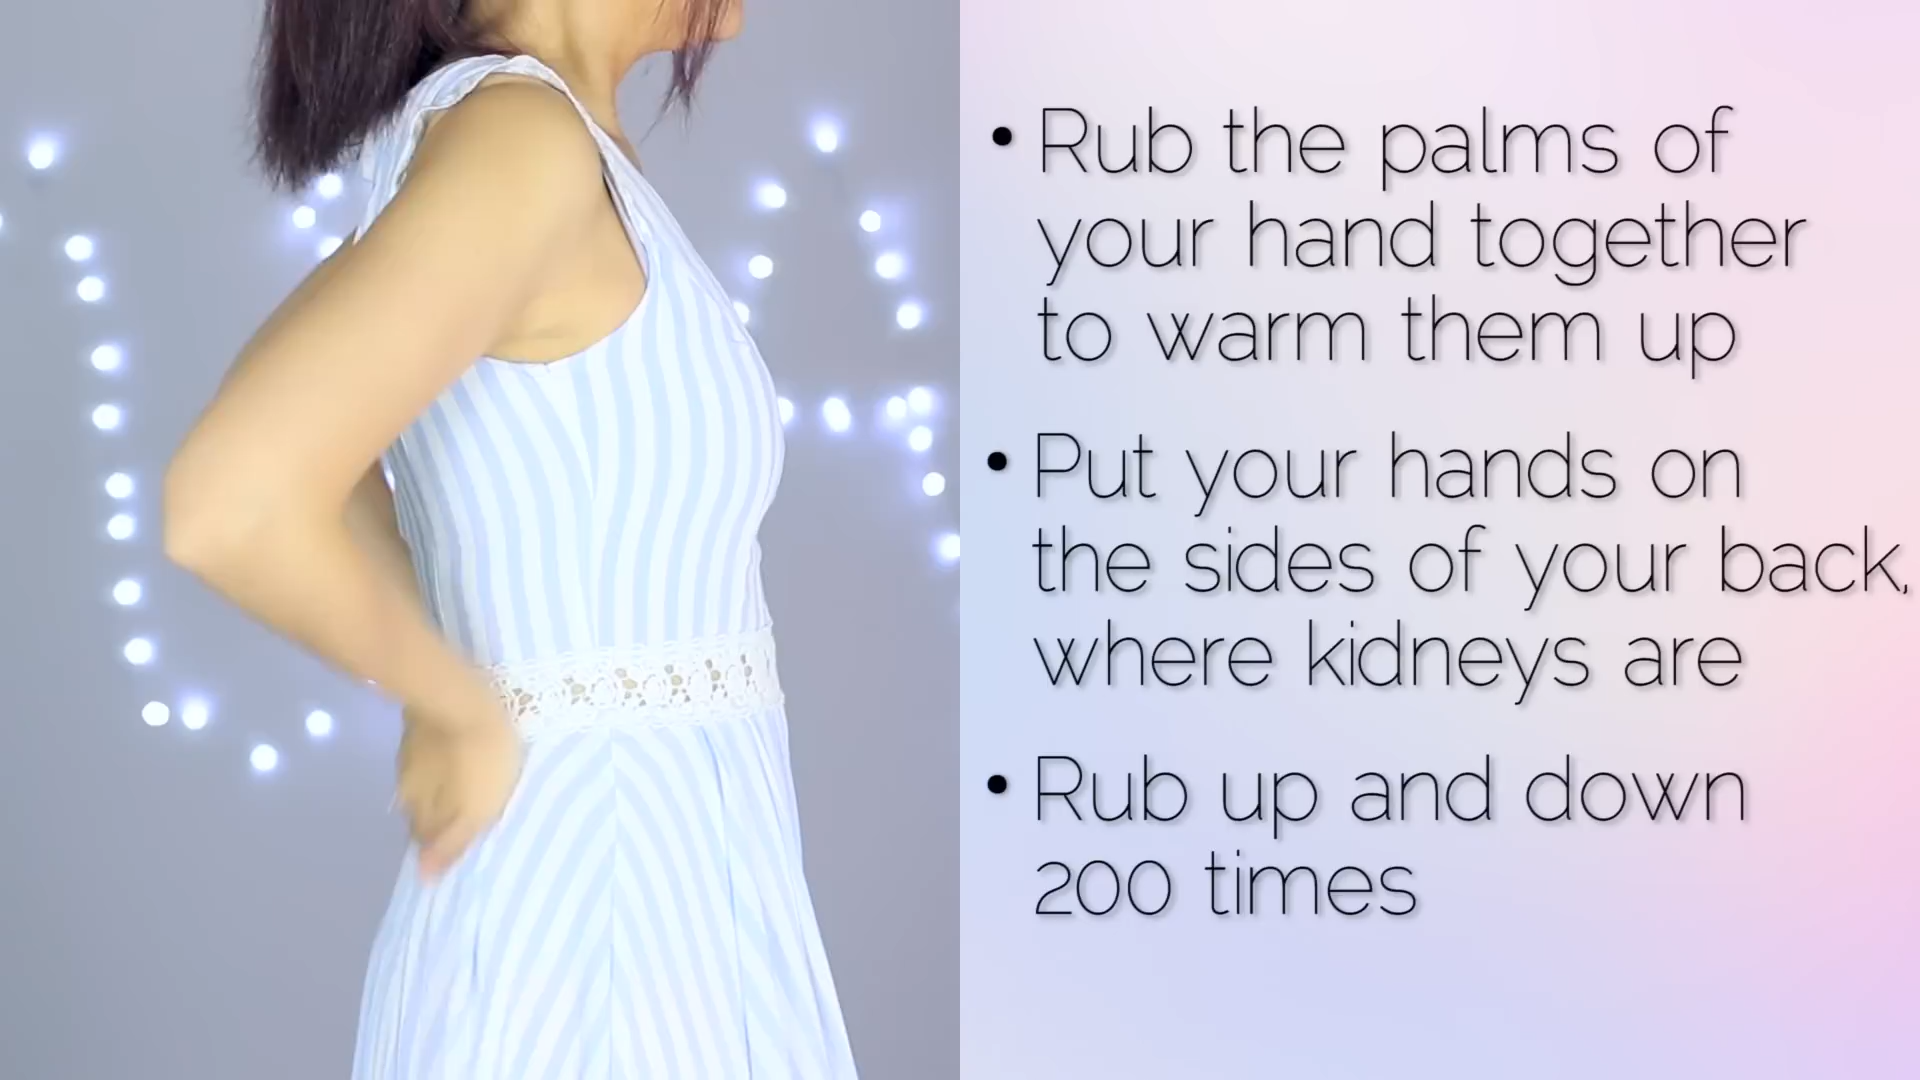 • Rub the palms of
your hand together
to warm them up
• Put your hands on
the sides of your back,
where kidneys are
• Rub up and down
200 times